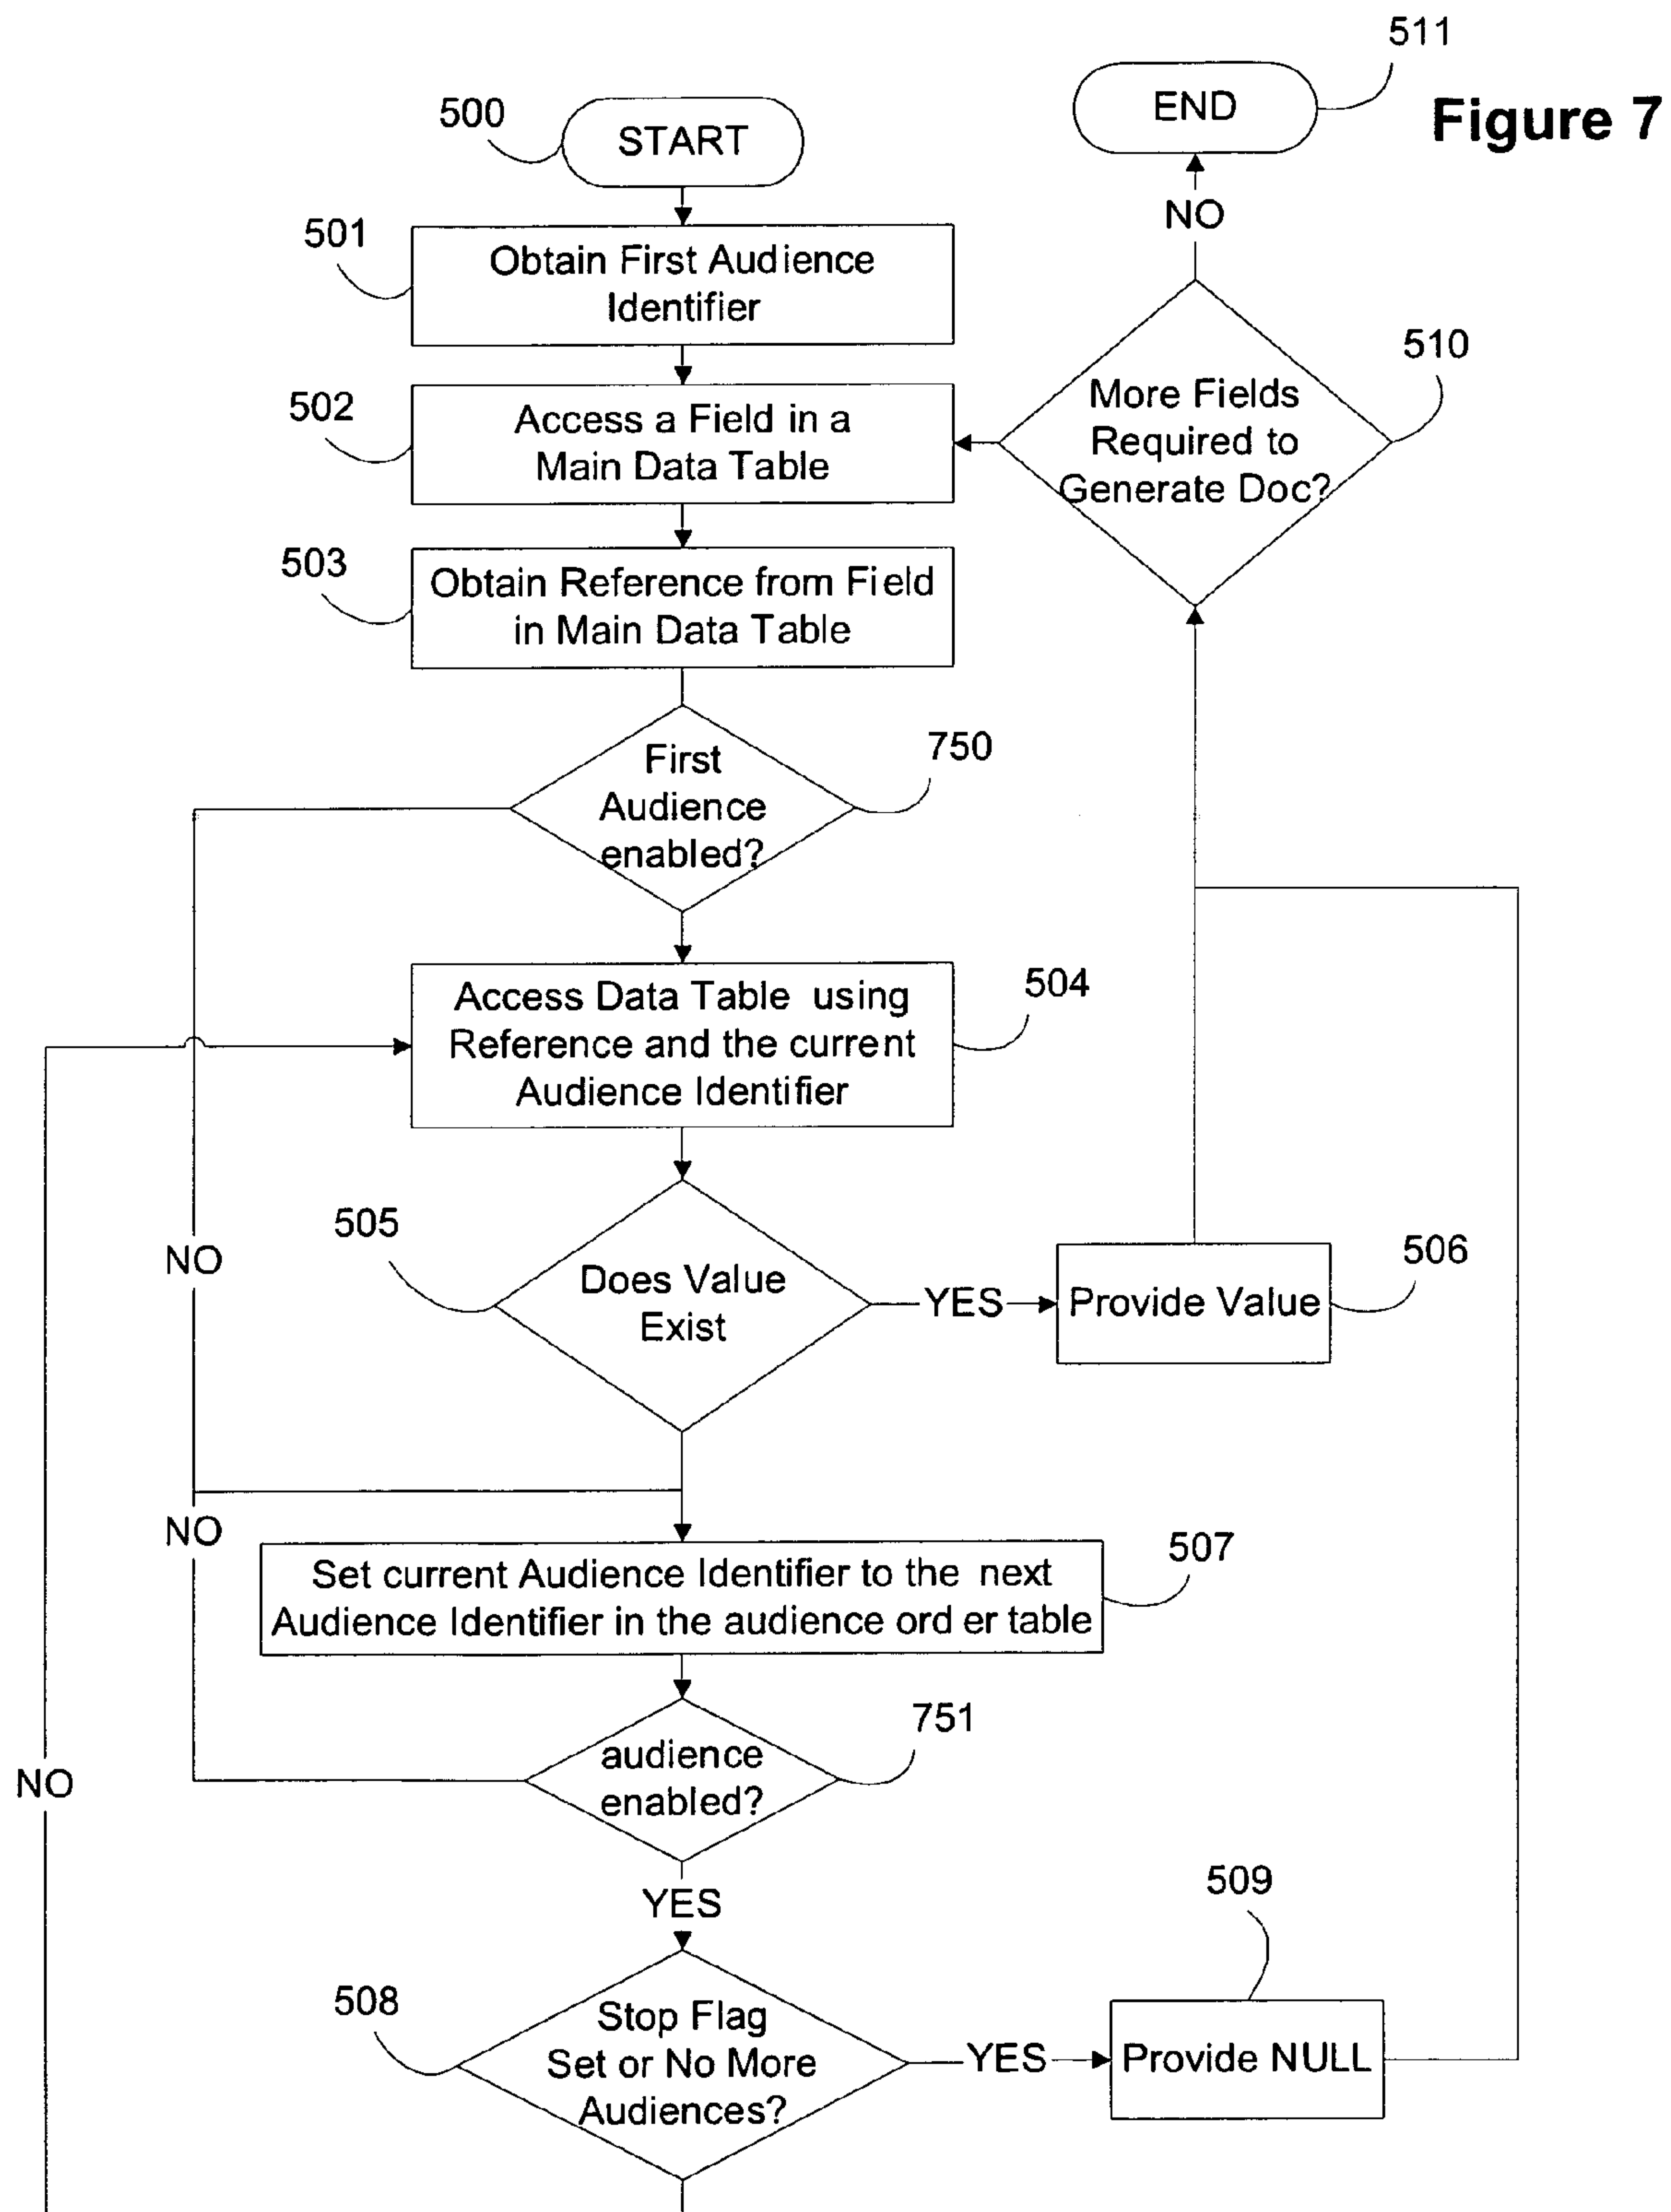 511
END
Figure 7
500
START
NO
501
Obtain First Audience
Identifier
510
More Fields
Required to
Generate Doc?
502
Access a Field in a
Main Data Table
503
Obtain Reference from Field
in Main Data Table
750
First
Audience
enabled?
504
Access Data Table using
Reference and the current
Audience Identifier
NO
505
Does Value
Exist
YES
506
Provide Value
NO
507
Set current Audience Identifier to the next
Audience Identifier in the audience ord er table
751
audience
enabled?
NO
YES
509
508
Stop Flag
Set or No More
Audiences?
YES
Provide NULL